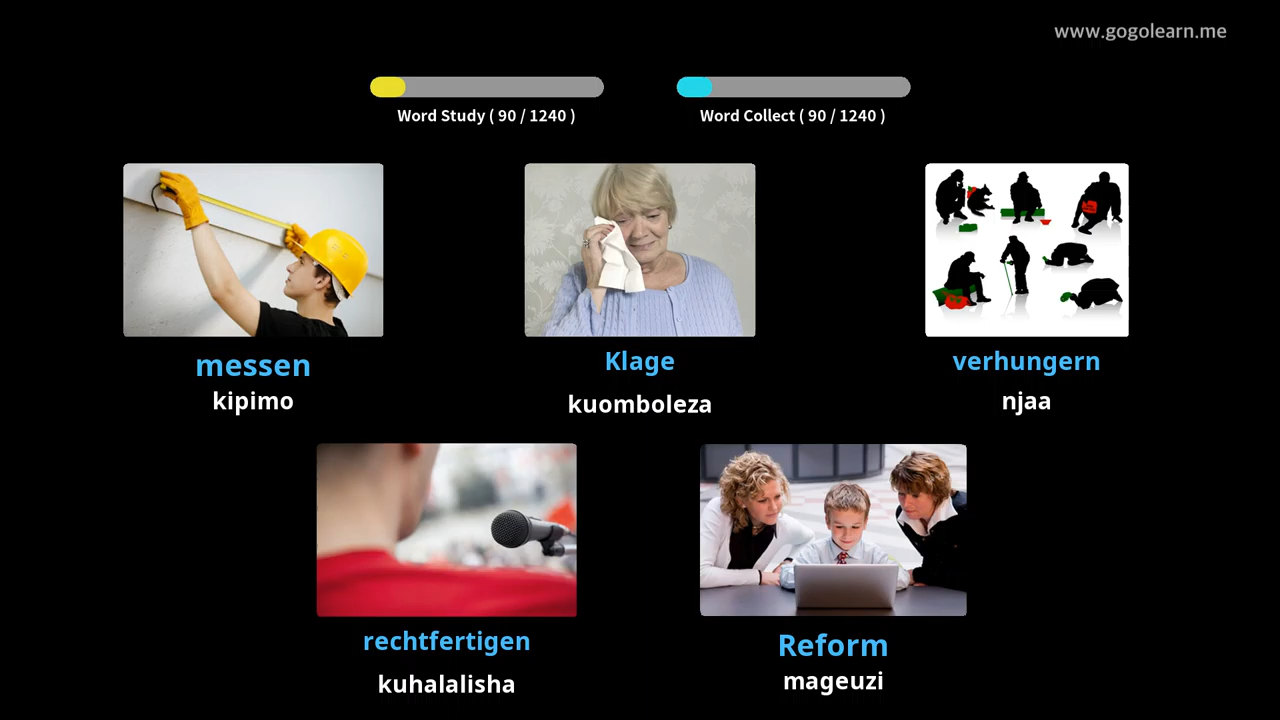 www.gogolearn.me
Word Study ( 90 / 1240 )
Word Collect ( 90 / 1240 )
messen
kipimo
Klage
kuomboleza
verhungern
njaa
rechtfertigen
kuhalalisha
Reform
mageuzi